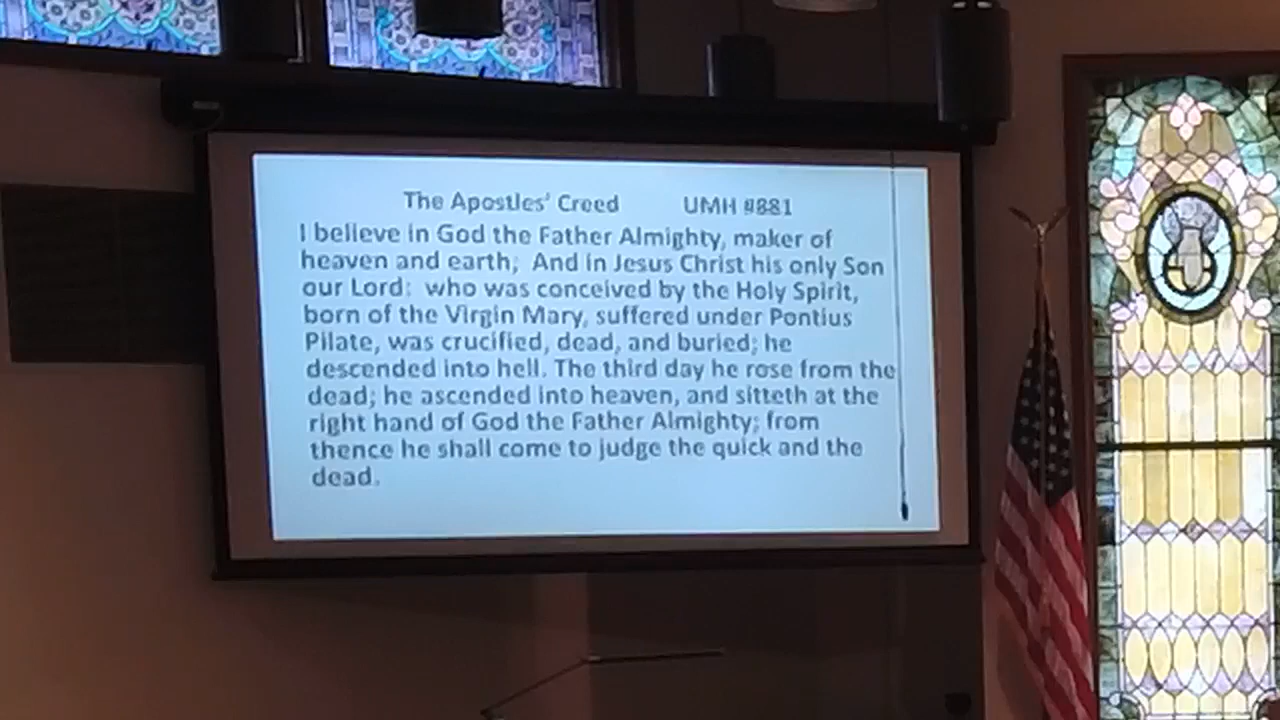 The Apostles' Creed UMH #881
I believe in God the Father Almighty, maker of
heaven and earth; And in Jesus Christ his only Son
our Lord: who was conceived by the Holy Spirit,
born of the Virgin Mary, suffered under Pontius
Pilate, was crucified, dead, and buried; he
descended into hell. The third day he rose from the
dead; he ascended into heaven, and sitteth at the
right hand of God the Father Almighty; from
thence he shall come to judge the quick and the
dead.